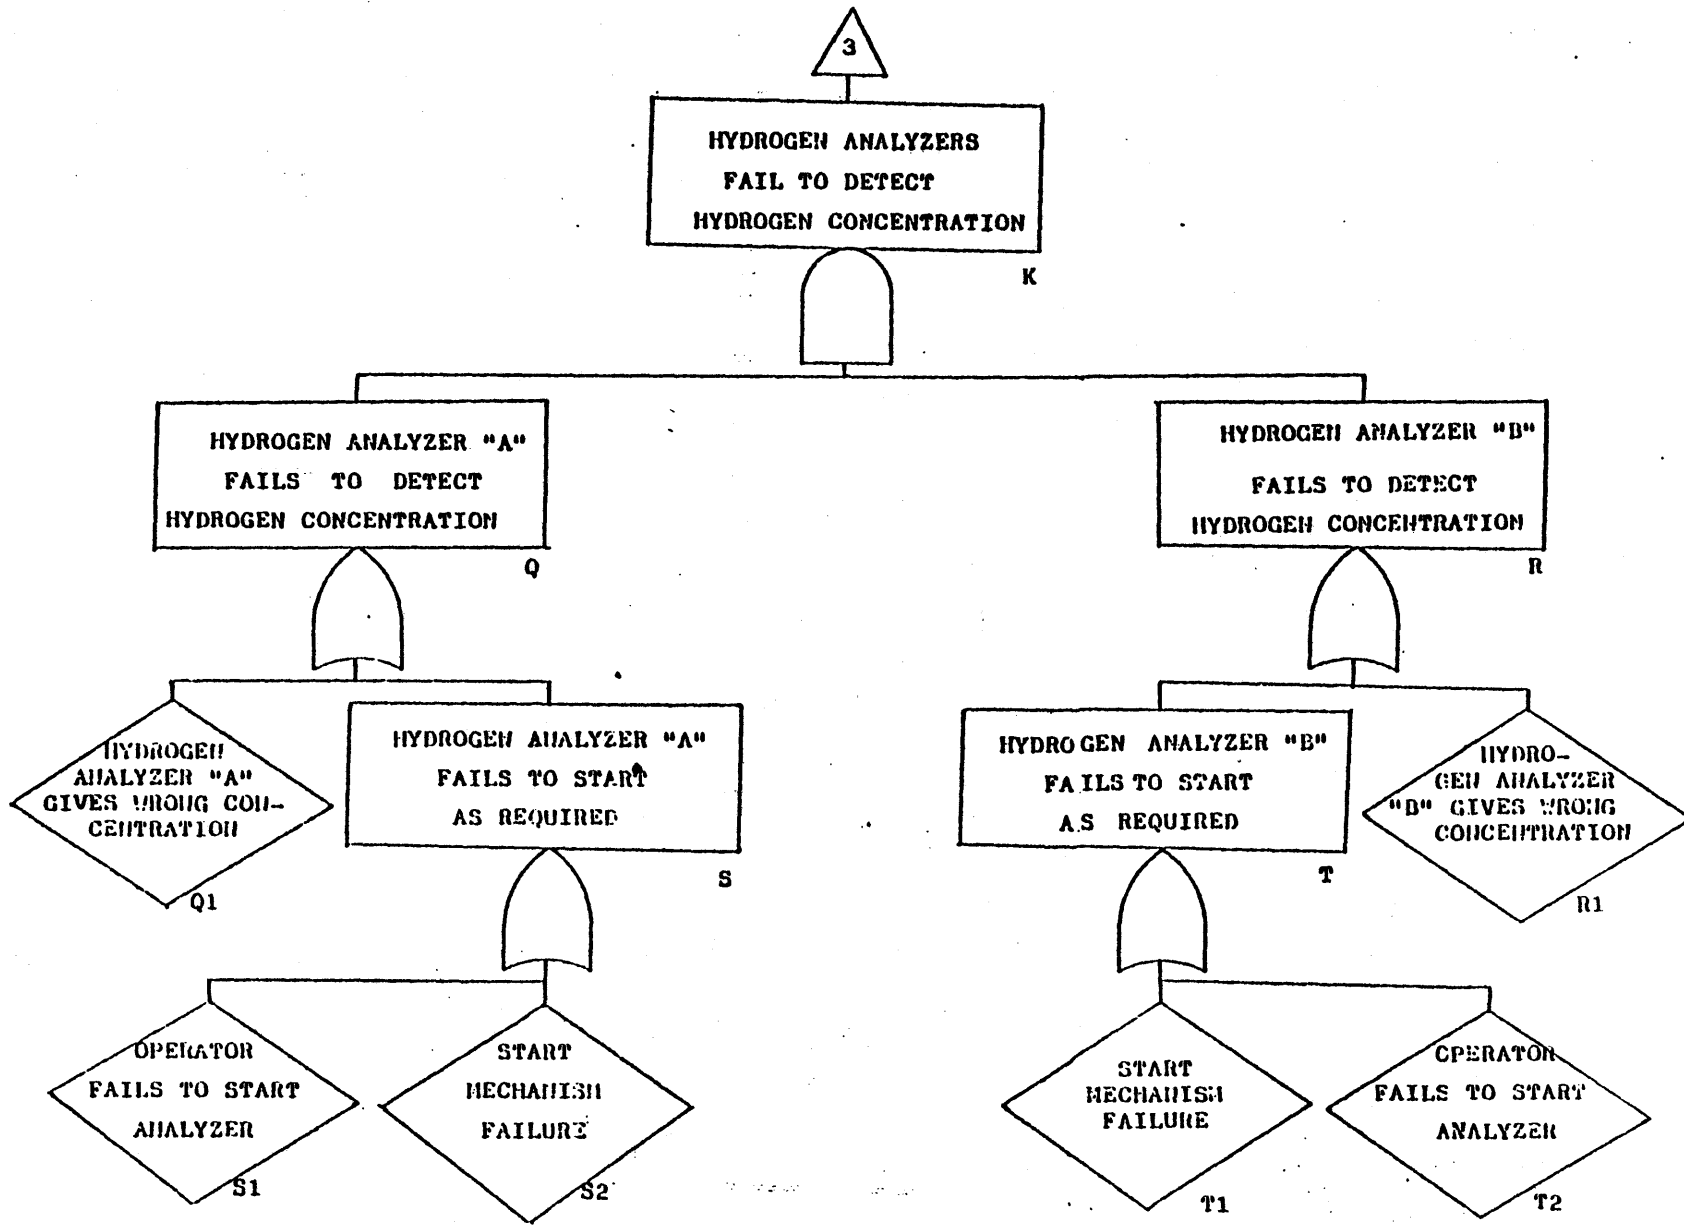 3
HYDROGEN ANALYZERS
FAIL TO DETECT
HYDROGEN CONCENTRATION
K
HYDROGEN ANALYZER "A"
FAILS TO DETECT
HYDROGEN CONCENTRATION
Q
HYDROGEN ANALYZER "B"
FAILS TO DETECT
HYDROGEN CONCENTRATION
R
HYDROGEN
ANALYZER "A"
GIVES WRONG CON-
CENTRATION
Q1
HYDROGEN ANALYZER "A"
FAILS TO START
AS REQUIRED
S
HYDROGEN ANALYZER "B"
FAILS TO START
AS REQUIRED
T
HYDRO-
GEN ANALYZER
"B" GIVES WRONG
CONCENTRATION
R1
OPERATOR
FAILS TO START
ANALYZER
S1
START
MECHANISM
FAILURE
S2
START
MECHANISM
FAILURE
T1
OPERATOR
FAILS TO START
ANALYZER
T2